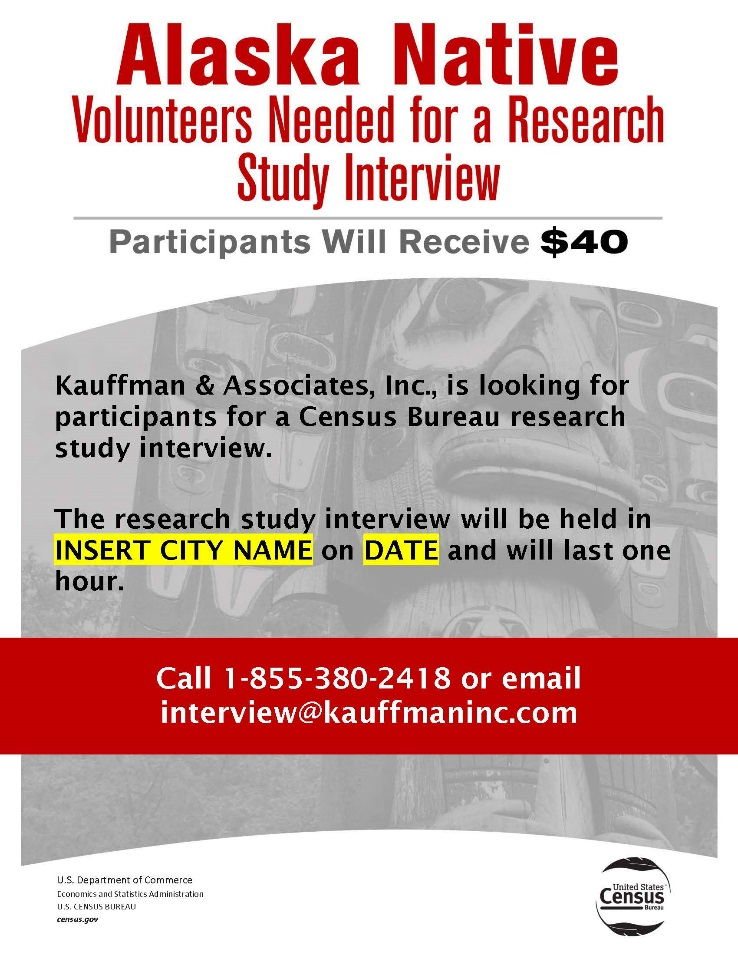 Alaska Native
Volunteers Needed for a Research
Study Interview
Participants Will Receive $40
Kauffman & Associates, Inc., is looking for
participants for a Census Bureau research
study interview.
The research study interview will be held in
INSERT CITY NAME on DATE and will last one
hour.
Call 1-855-380-2418 or email
interview@kauffmaninc.com
U.S. Department of Commerce
Economics and Statistics Administration
U.S. CENSUS BUREAU
census.gov
United States™
Census
Bureau